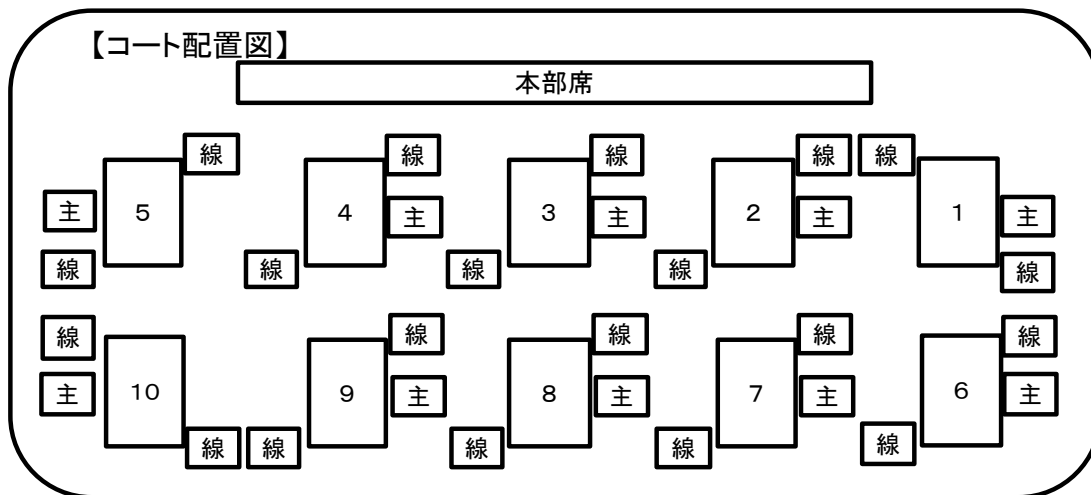 【コート配置図】
本部席
線 線 線 線 線
主 5 4 主 3 主 2 主 1 主
線 線 線 線 線
線 線 線 線 線
主 10 9 主 8 主 7 主 6 主
線 線 線 線 線